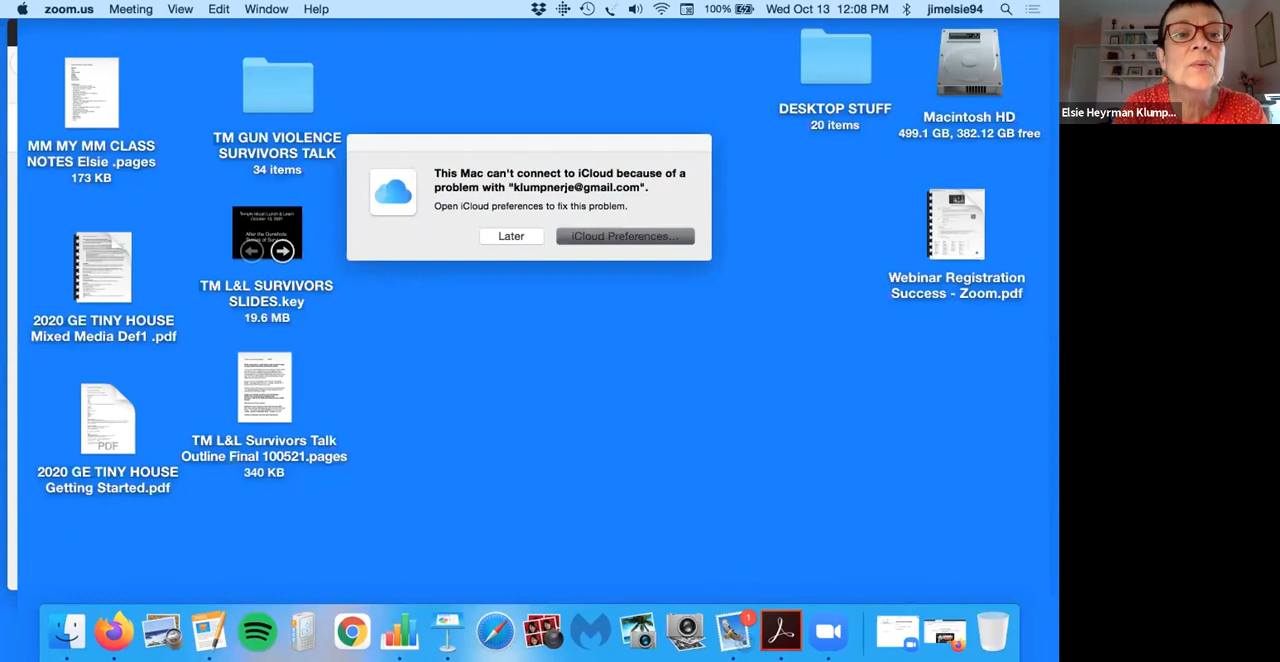 zoom.us Meeting View Edit Window Help 100% Wed Oct 13 12:08 PM jimelsie94
MM MY MM CLASS
NOTES Elsie .pages
173 KB
TM GUN VIOLENCE
SURVIVORS TALK
34 items
This Mac can't connect to iCloud because of a
problem with "klumpnerje@gmail.com".
Open iCloud preferences to fix this problem.
Later iCloud Preferences...
DESKTOP STUFF
20 items
Macintosh HD
499.1 GB, 382.12 GB free
Elsie Heyrman Klump...
2020 GE TINY HOUSE
Mixed Media Def1 .pdf
TM L&L SURVIVORS
SLIDES.key
19.6 MB
Webinar Registration
Success - Zoom.pdf
PDF
2020 GE TINY HOUSE
Getting Started.pdf
TM L&L Survivors Talk
Outline Final 100521.pages
340 KB
1